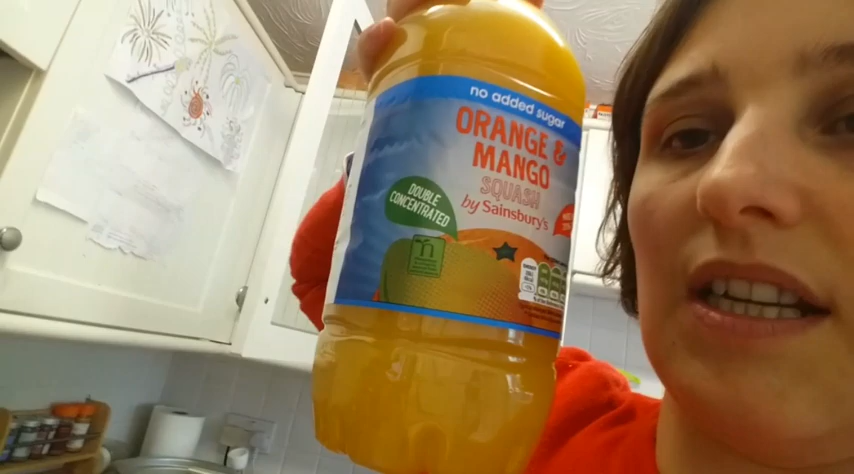 no added sugar
ORANGE &
MANGO
SQUASH
by Sainsbury's
DOUBLE
CONCENTRATED